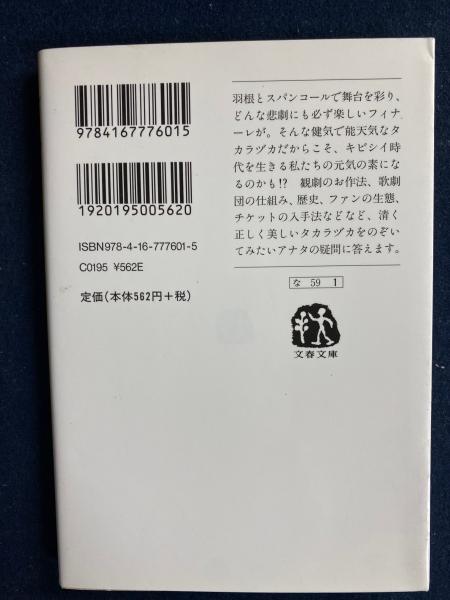 9784167776015
1920195005620
ISBN978-4-16-777601-5
C0195 ¥562E
定価(本体562円+税)
羽根とスパンコールで舞台を彩り、
どんな悲劇にも必ず楽しいフィナ
ーレが。そんな健気で能天気なタ
カラヅカだからこそ、キビシイ時
代を生きる私たちの元気の素にな
るのかも!? 観劇のお作法、歌劇
団の仕組み、歴史、ファンの生態、
チケットの入手法などなど、清く
正しく美しいタカラヅカをのぞい
てみたいアナタの疑問に答えます。
な 59 1
文春文庫